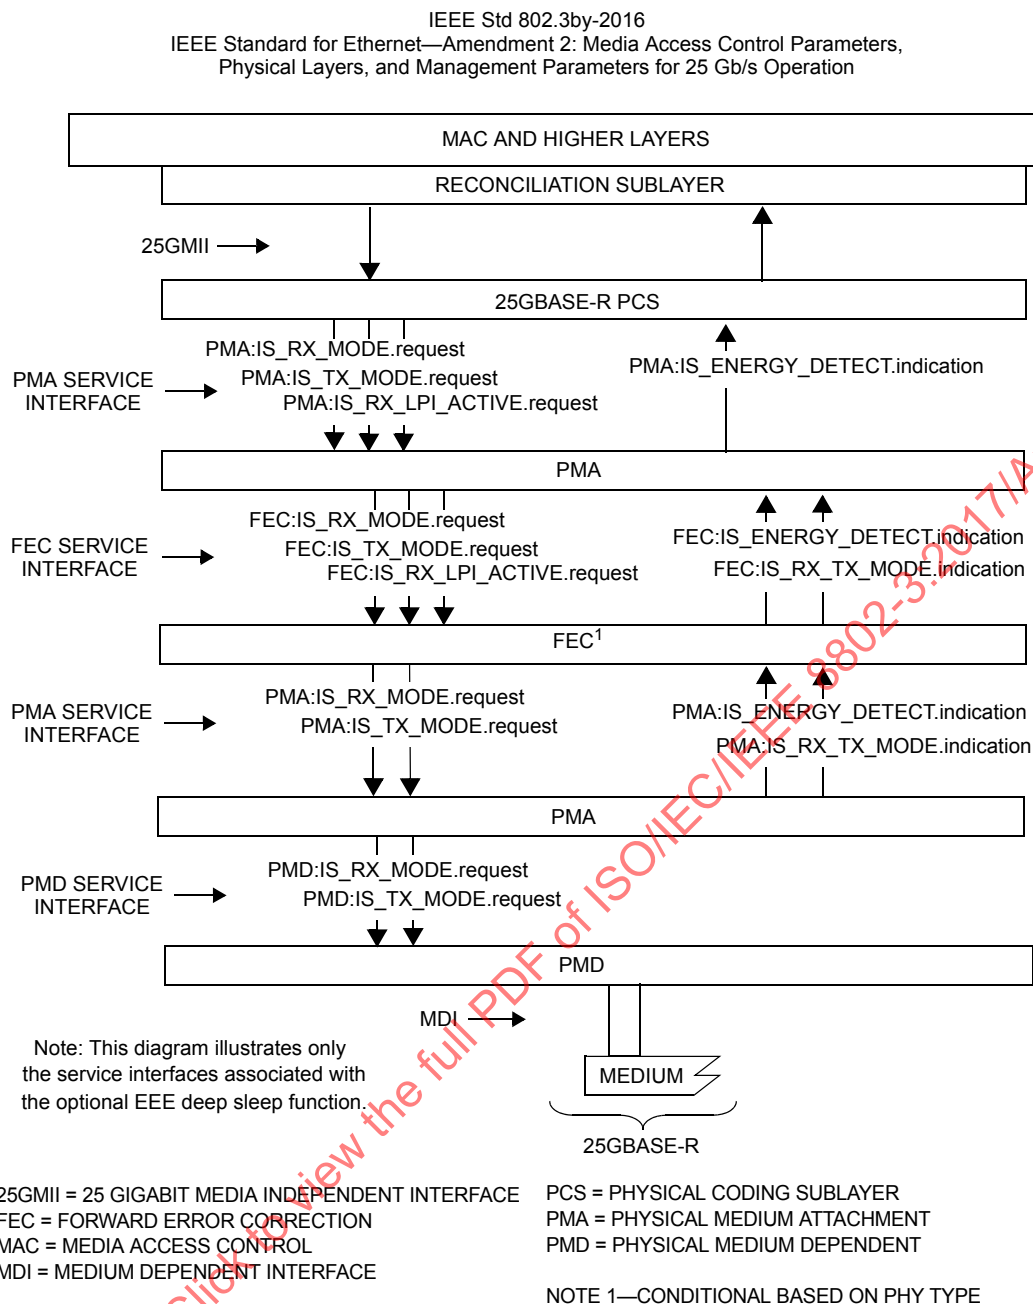 IEEE Std 802.3by-2016
IEEE Standard for Ethernet—Amendment 2: Media Access Control Parameters,
Physical Layers, and Management Parameters for 25 Gb/s Operation
MAC AND HIGHER LAYERS
RECONCILIATION SUBLAYER
25GMII
25GBASE-R PCS
PMA:IS_RX_MODE.request
PMA:IS_TX_MODE.request
PMA:IS_RX_LPI_ACTIVE.request
PMA:IS_ENERGY_DETECT.indication
PMA SERVICE
INTERFACE
PMA
FEC:IS_RX_MODE.request
FEC:IS_TX_MODE.request
FEC:IS_RX_LPI_ACTIVE.request
FEC:IS_ENERGY_DETECT.indication
FEC:IS_RX_TX_MODE.indication
FEC SERVICE
INTERFACE
FEC1
PMA:IS_RX_MODE.request
PMA:IS_TX_MODE.request
PMA:IS_ENERGY_DETECT.indication
PMA:IS_RX_TX_MODE.indication
PMA SERVICE
INTERFACE
PMA
PMD:IS_RX_MODE.request
PMD:IS_TX_MODE.request
PMD SERVICE
INTERFACE
PMD
MDI
MEDIUM
25GBASE-R
Note: This diagram illustrates only
the service interfaces associated with
the optional EEE deep sleep function.
25GMII = 25 GIGABIT MEDIA INDEPENDENT INTERFACE
FEC = FORWARD ERROR CORRECTION
MAC = MEDIA ACCESS CONTROL
MDI = MEDIUM DEPENDENT INTERFACE
PCS = PHYSICAL CODING SUBLAYER
PMA = PHYSICAL MEDIUM ATTACHMENT
PMD = PHYSICAL MEDIUM DEPENDENT
NOTE 1—CONDITIONAL BASED ON PHY TYPE
Click to view the full PDF of ISO/IEC/IEEE 8802-3:2017/A